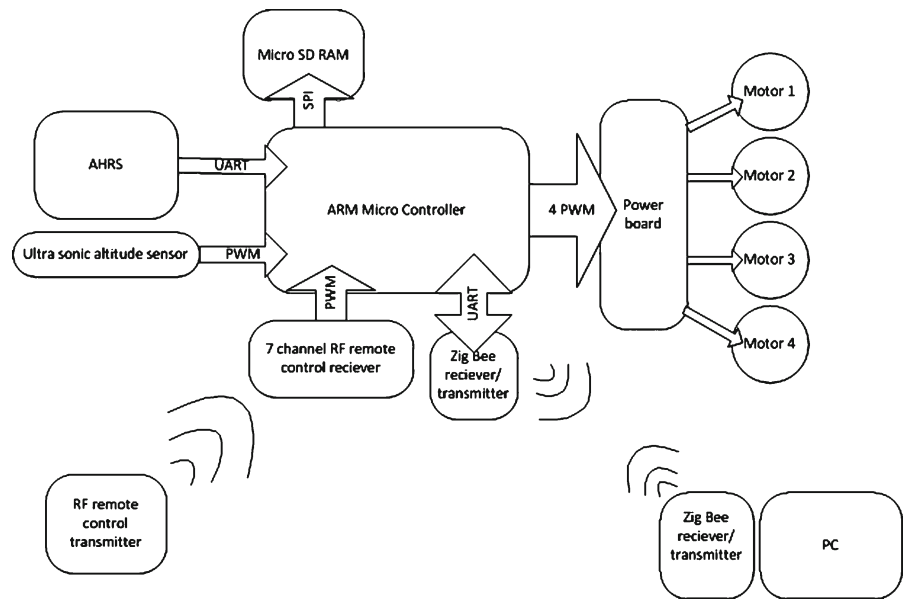 Micro SD RAM
SPI
AHRS
UART
ARM Micro Controller
Ultra sonic altitude sensor
PWM
4 PWM
Power
board
Motor 1
Motor 2
Motor 3
Motor 4
PWM
UART
7 channel RF remote
control reciever
Zig Bee
reciever/
transmitter
RF remote
control
transmitter
Zig Bee
reciever/
transmitter
PC